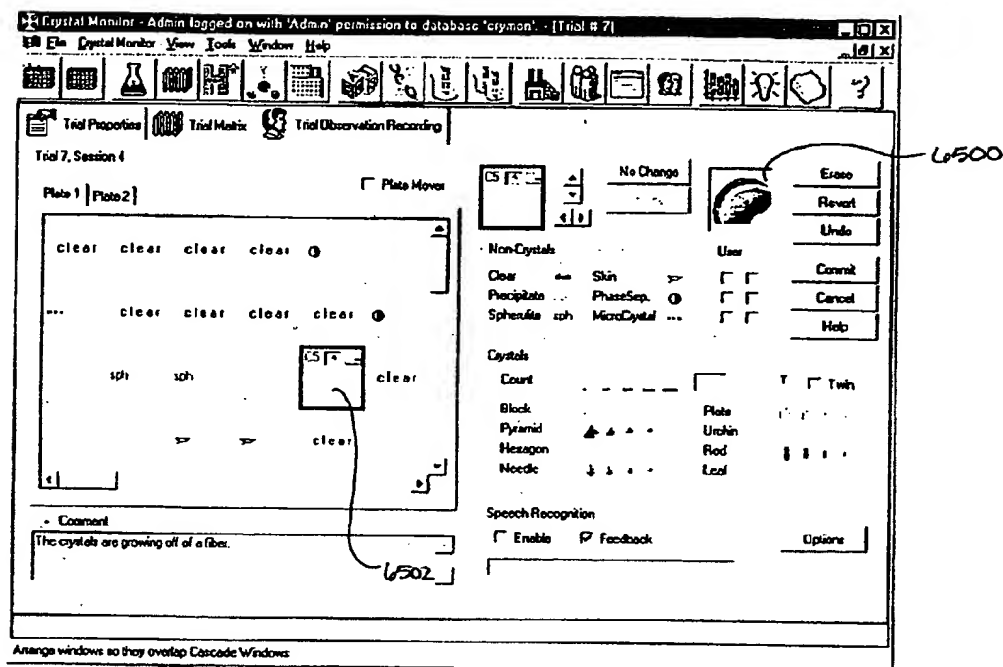 Crystal Monitor - Admin logged on with 'Admin' permission to database 'crymon'. - [Trial # 7]
File Crystal Monitor View Tools Window Help
Trial Properties Trial Matrix Trial Observation Recording
6500
Trial 7, Session 4
Plate 1 Plate 2
Plate Moves
C5
No Change
Erase
Revert
Undo
Commit
Cancel
Help
clear clear clear clear
clear clear clear clear
sph sph C5 clear
clear
Non-Crystals User
Clear Skin
Precipitate PhaseSep.
Spherulite sph MicroCrystal
Crystals
Count T Twin
Block Plate
Pyramid Urchin
Hexagon Rod
Needle Leaf
Comment
The crystals are growing off of a fiber.
6502
Speech Recognition
Enable Feedback Options
Arrange windows so they overlap Cascade Windows